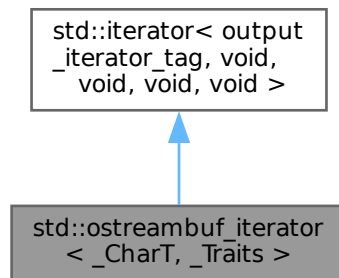 std::iterator< output
_iterator_tag, void,
void, void, void >
std::ostreambuf_iterator
< _CharT, _Traits >